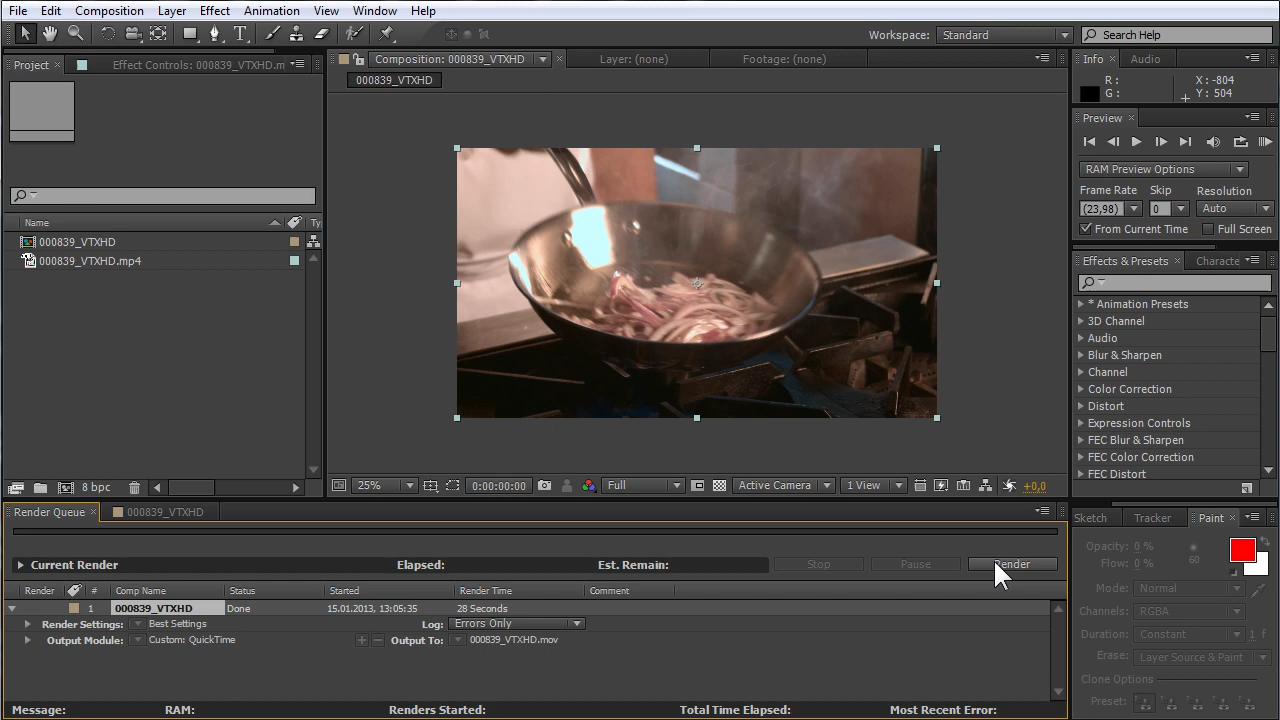 File Edit Composition Layer Effect Animation View Window Help
Workspace: Standard Search Help
Project × Effect Controls: 000839_VTXHD.m
Composition: 000839_VTXHD × Layer: (none) Footage: (none)
000839_VTXHD
Info × Audio
R : X : -804
G : Y : 504
Preview ×
RAM Preview Options
Frame Rate Skip Resolution
(23,98) 0 Auto
From Current Time Full Screen
Name Ty
000839_VTXHD
000839_VTXHD.mp4
Effects & Presets × Characte
* Animation Presets
3D Channel
Audio
Blur & Sharpen
Channel
Color Correction
Distort
Expression Controls
FEC Blur & Sharpen
FEC Color Correction
FEC Distort
8 bpc
25% 0:00:00:00 Full Active Camera 1 View +0,0
Render Queue × 000839_VTXHD
Current Render Elapsed: Est. Remain: Stop Pause Render
Render # Comp Name Status Started Render Time Comment
1 000839_VTXHD Done 15.01.2013, 13:05:35 28 Seconds
Render Settings: Best Settings Log: Errors Only
Output Module: Custom: QuickTime Output To: 000839_VTXHD.mov
Message: RAM: Renders Started: Total Time Elapsed: Most Recent Error:
Sketch Tracker Paint ×
Opacity: 0 %
Flow: 0 % 60
Mode: Normal
Channels: RGBA
Duration: Constant 1 f
Erase: Layer Source & Paint
Clone Options
Preset: